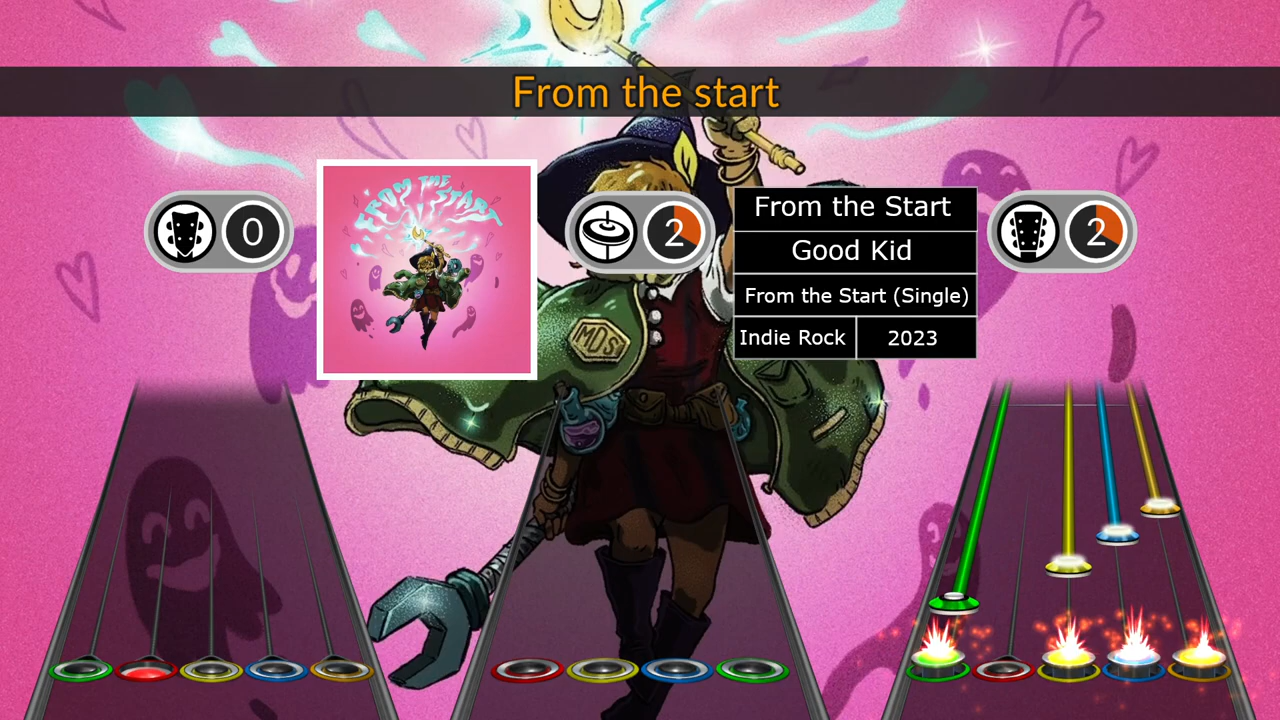 From the start
FROM THE
START
0
2
From the Start
Good Kid
From the Start (Single)
Indie Rock
2023
2
MDS